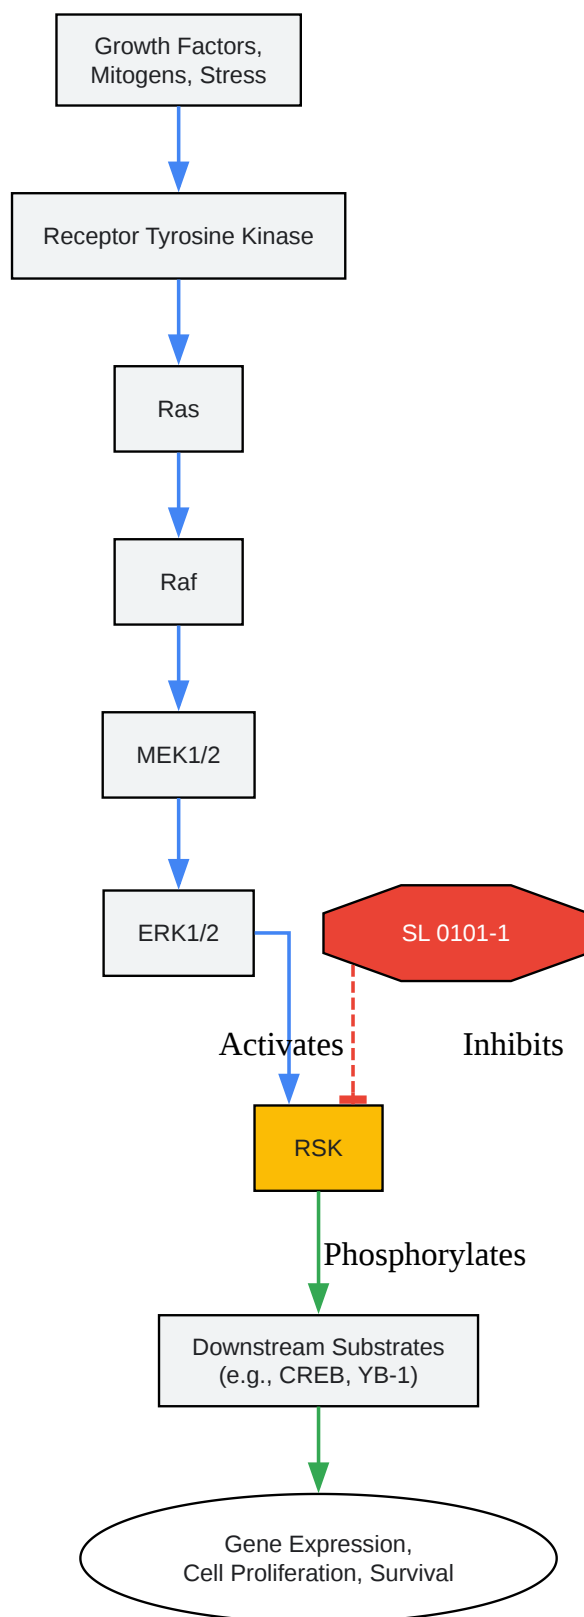 Growth Factors,
Mitogens, Stress
Receptor Tyrosine Kinase
Ras
Raf
MEK1/2
ERK1/2
SL 0101-1
Activates
Inhibits
RSK
Phosphorylates
Downstream Substrates
(e.g., CREB, YB-1)
Gene Expression,
Cell Proliferation, Survival